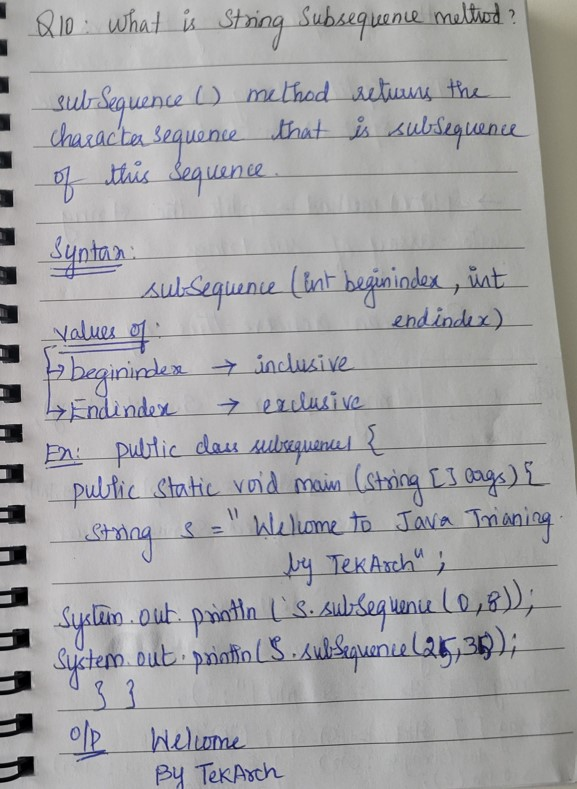 Q10: What is String Subsequence method?
subSequence () method returns the
character sequence that is subsequence
of this sequence.
Syntax:
subSequence (int beginindex, int
endindex)
values of:
→ beginindex → inclusive
→ Endindex → exclusive
Ex: public class subsequence1 {
public static void main (string [] args) {
String s = " Welcome to Java Trianing
by TekArch" ;
System.out.println ( s.subSequence (0,8));
System.out.println (S.subSequence (25,35));
} }
O/P Welcome
By TekArch